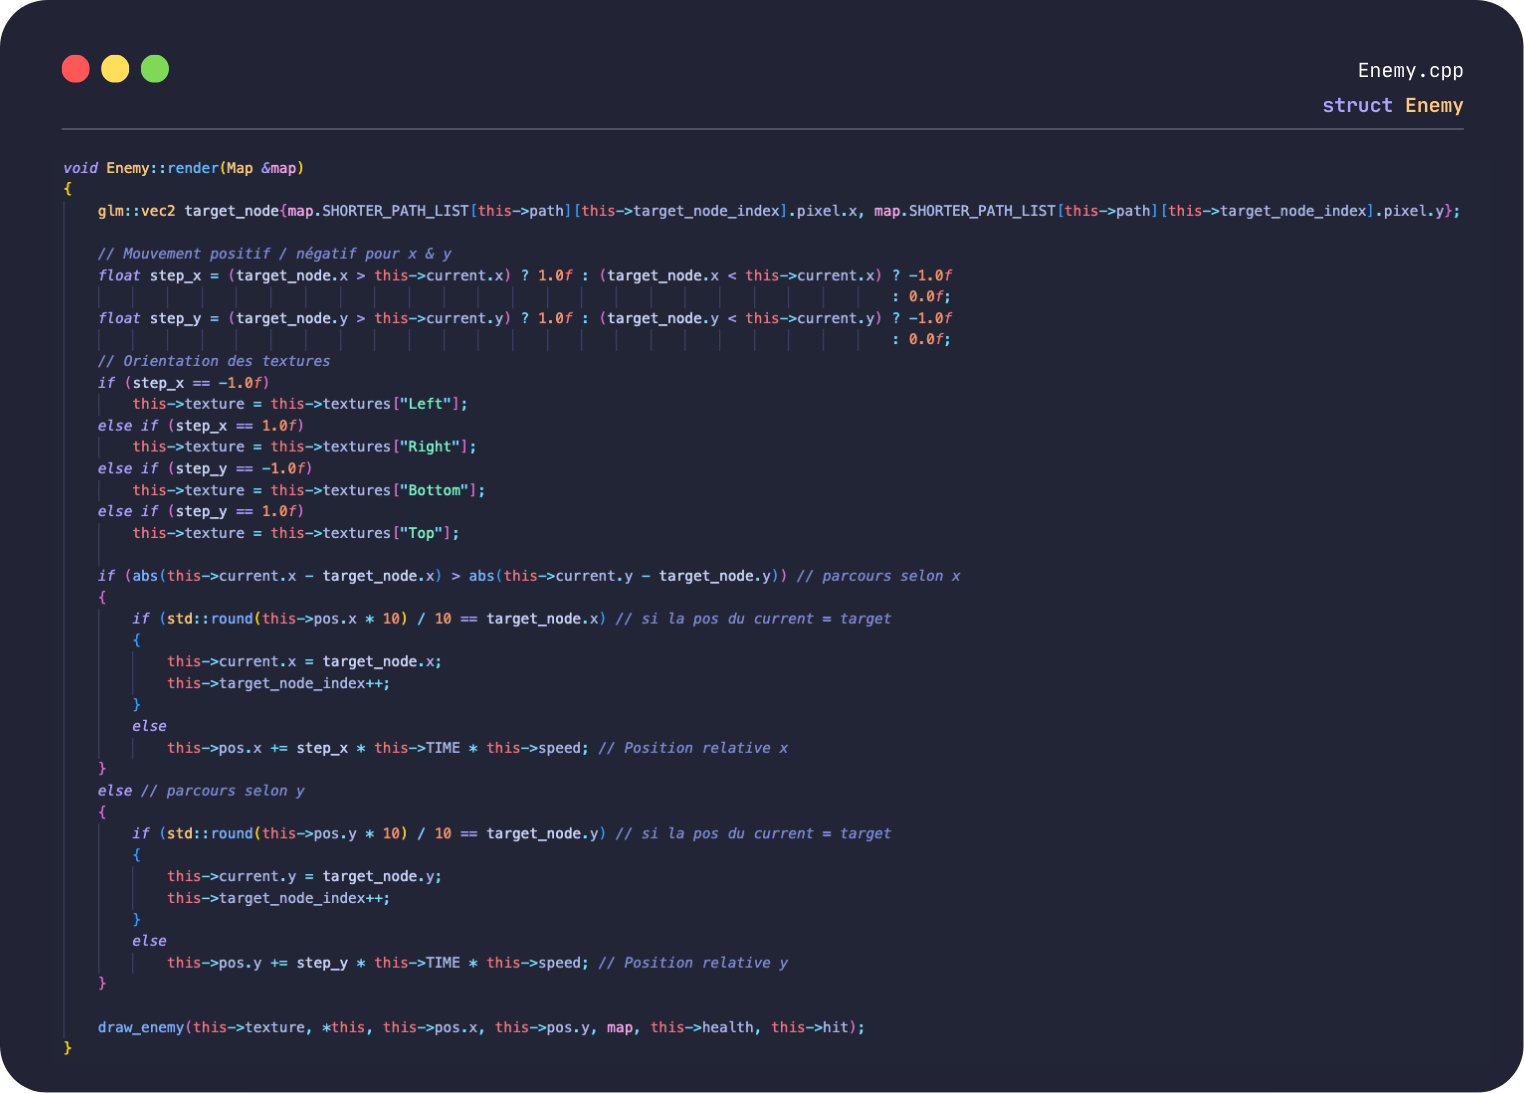 Enemy.cpp
struct Enemy
void Enemy::render(Map &map)
{
    glm::vec2 target_node{map.SHORTER_PATH_LIST[this->path][this->target_node_index].pixel.x, map.SHORTER_PATH_LIST[this->path][this->target_node_index].pixel.y};
    // Mouvement positif / négatif pour x & y
    float step_x = (target_node.x > this->current.x) ? 1.0f : (target_node.x < this->current.x) ? -1.0f
                                                                                                : 0.0f;
    float step_y = (target_node.y > this->current.y) ? 1.0f : (target_node.y < this->current.y) ? -1.0f
                                                                                                : 0.0f;
    // Orientation des textures
    if (step_x == -1.0f)
        this->texture = this->textures["Left"];
    else if (step_x == 1.0f)
        this->texture = this->textures["Right"];
    else if (step_y == -1.0f)
        this->texture = this->textures["Bottom"];
    else if (step_y == 1.0f)
        this->texture = this->textures["Top"];
    if (abs(this->current.x - target_node.x) > abs(this->current.y - target_node.y)) // parcours selon x
    {
        if (std::round(this->pos.x * 10) / 10 == target_node.x) // si la pos du current = target
        {
            this->current.x = target_node.x;
            this->target_node_index++;
        }
        else
            this->pos.x += step_x * this->TIME * this->speed; // Position relative x
    }
    else // parcours selon y
    {
        if (std::round(this->pos.y * 10) / 10 == target_node.y) // si la pos du current = target
        {
            this->current.y = target_node.y;
            this->target_node_index++;
        }
        else
            this->pos.y += step_y * this->TIME * this->speed; // Position relative y
    }
    draw_enemy(this->texture, *this, this->pos.x, this->pos.y, map, this->health, this->hit);
}